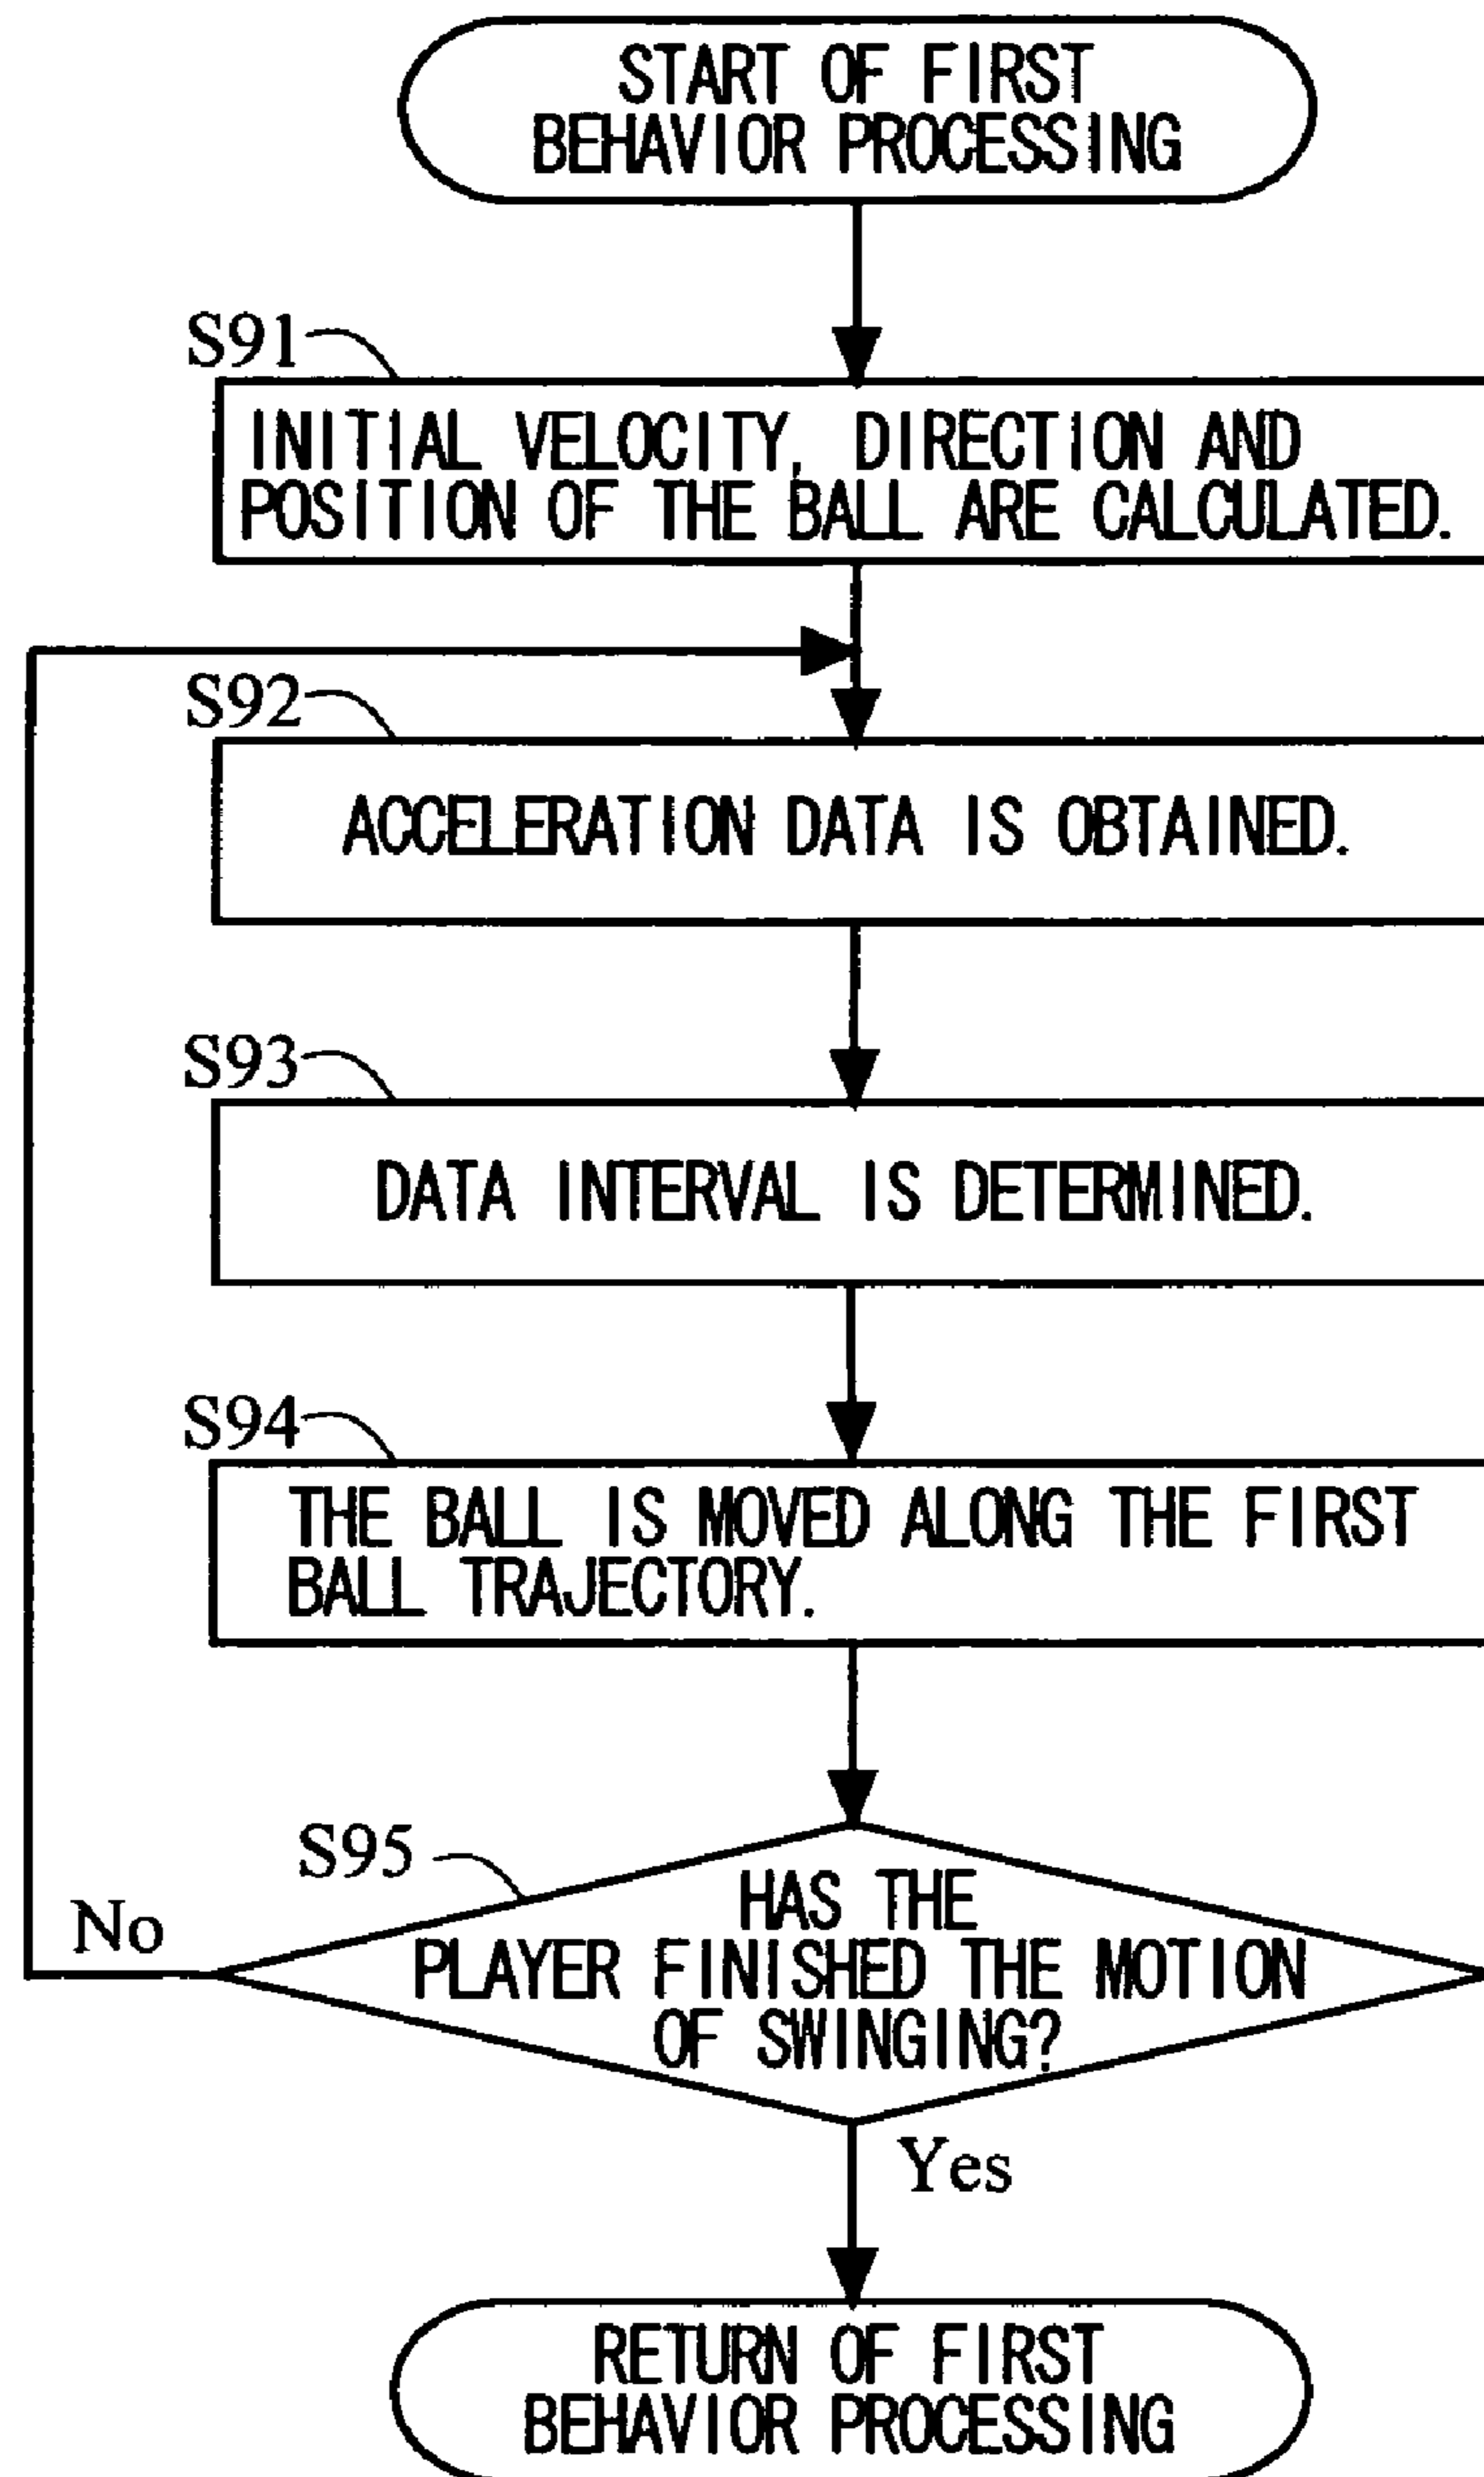 START OF FIRST
BEHAVIOR PROCESSING
S91
INITIAL VELOCITY, DIRECTION AND
POSITION OF THE BALL ARE CALCULATED.
S92
ACCELERATION DATA IS OBTAINED.
S93
DATA INTERVAL IS DETERMINED.
S94
THE BALL IS MOVED ALONG THE FIRST
BALL TRAJECTORY.
S95
HAS THE
PLAYER FINISHED THE MOTION
OF SWINGING?
No
Yes
RETURN OF FIRST
BEHAVIOR PROCESSING